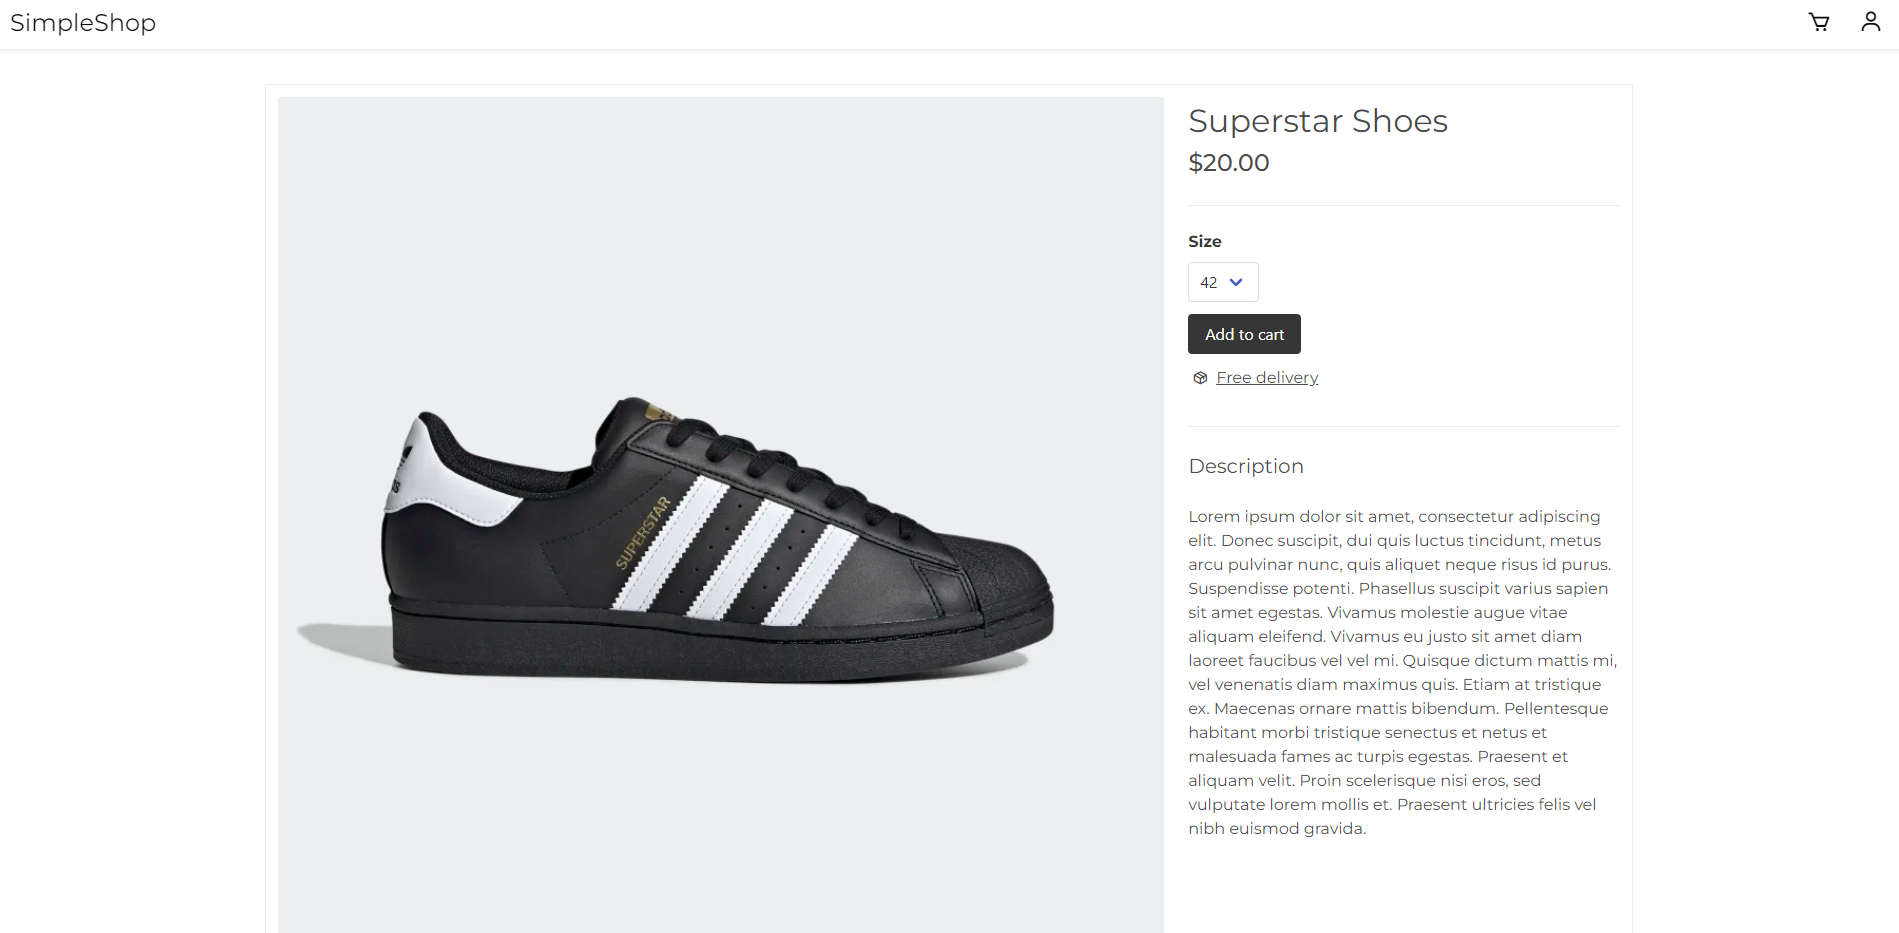 SimpleShop
Superstar Shoes
$20.00
Size
42
Add to cart
Free delivery
SUPERSTAR
Description
Lorem ipsum dolor sit amet, consectetur adipiscing
elit. Donec suscipit, dui quis luctus tincidunt, metus
arcu pulvinar nunc, quis aliquet neque risus id purus.
Suspendisse potenti. Phasellus suscipit varius sapien
sit amet egestas. Vivamus molestie augue vitae
aliquam eleifend. Vivamus eu justo sit amet diam
laoreet faucibus vel vel mi. Quisque dictum mattis mi,
vel venenatis diam maximus quis. Etiam at tristique
ex. Maecenas ornare mattis bibendum. Pellentesque
habitant morbi tristique senectus et netus et
malesuada fames ac turpis egestas. Praesent et
aliquam velit. Proin scelerisque nisi eros, sed
vulputate lorem mollis et. Praesent ultricies felis vel
nibh euismod gravida.